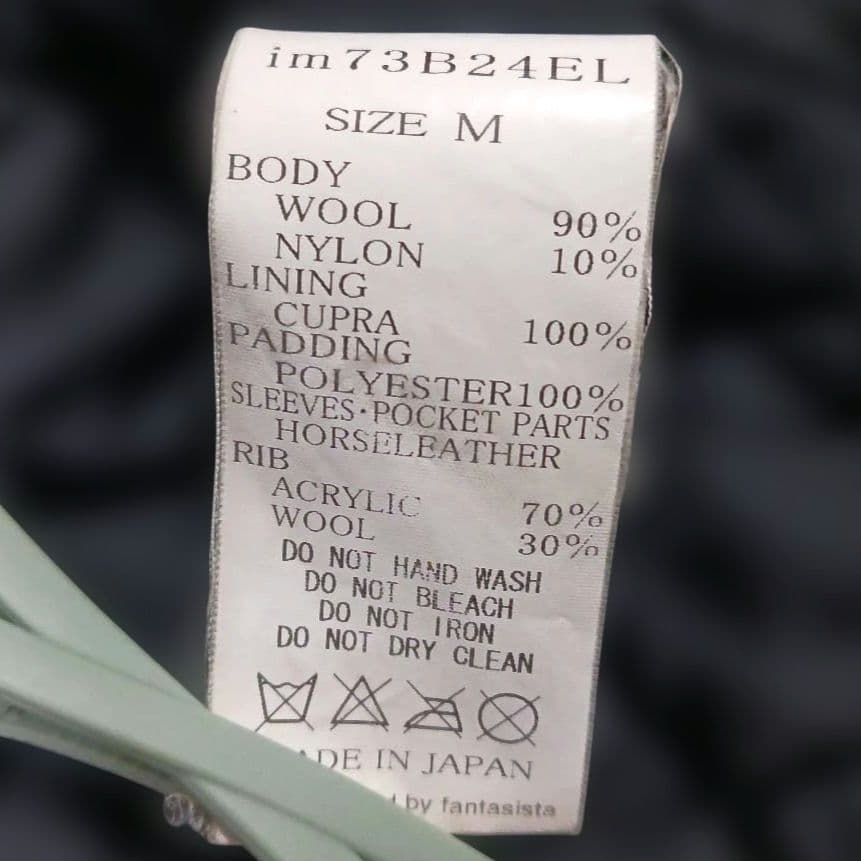 im73B24EL
SIZE M
BODY
WOOL 90%
NYLON 10%
LINING
CUPRA 100%
PADDING
POLYESTER100%
SLEEVES·POCKET PARTS
HORSELEATHER
RIB
ACRYLIC 70%
WOOL 30%
DO NOT HAND WASH
DO NOT BLEACH
DO NOT IRON
DO NOT DRY CLEAN
DE IN JAPAN
by fantasista